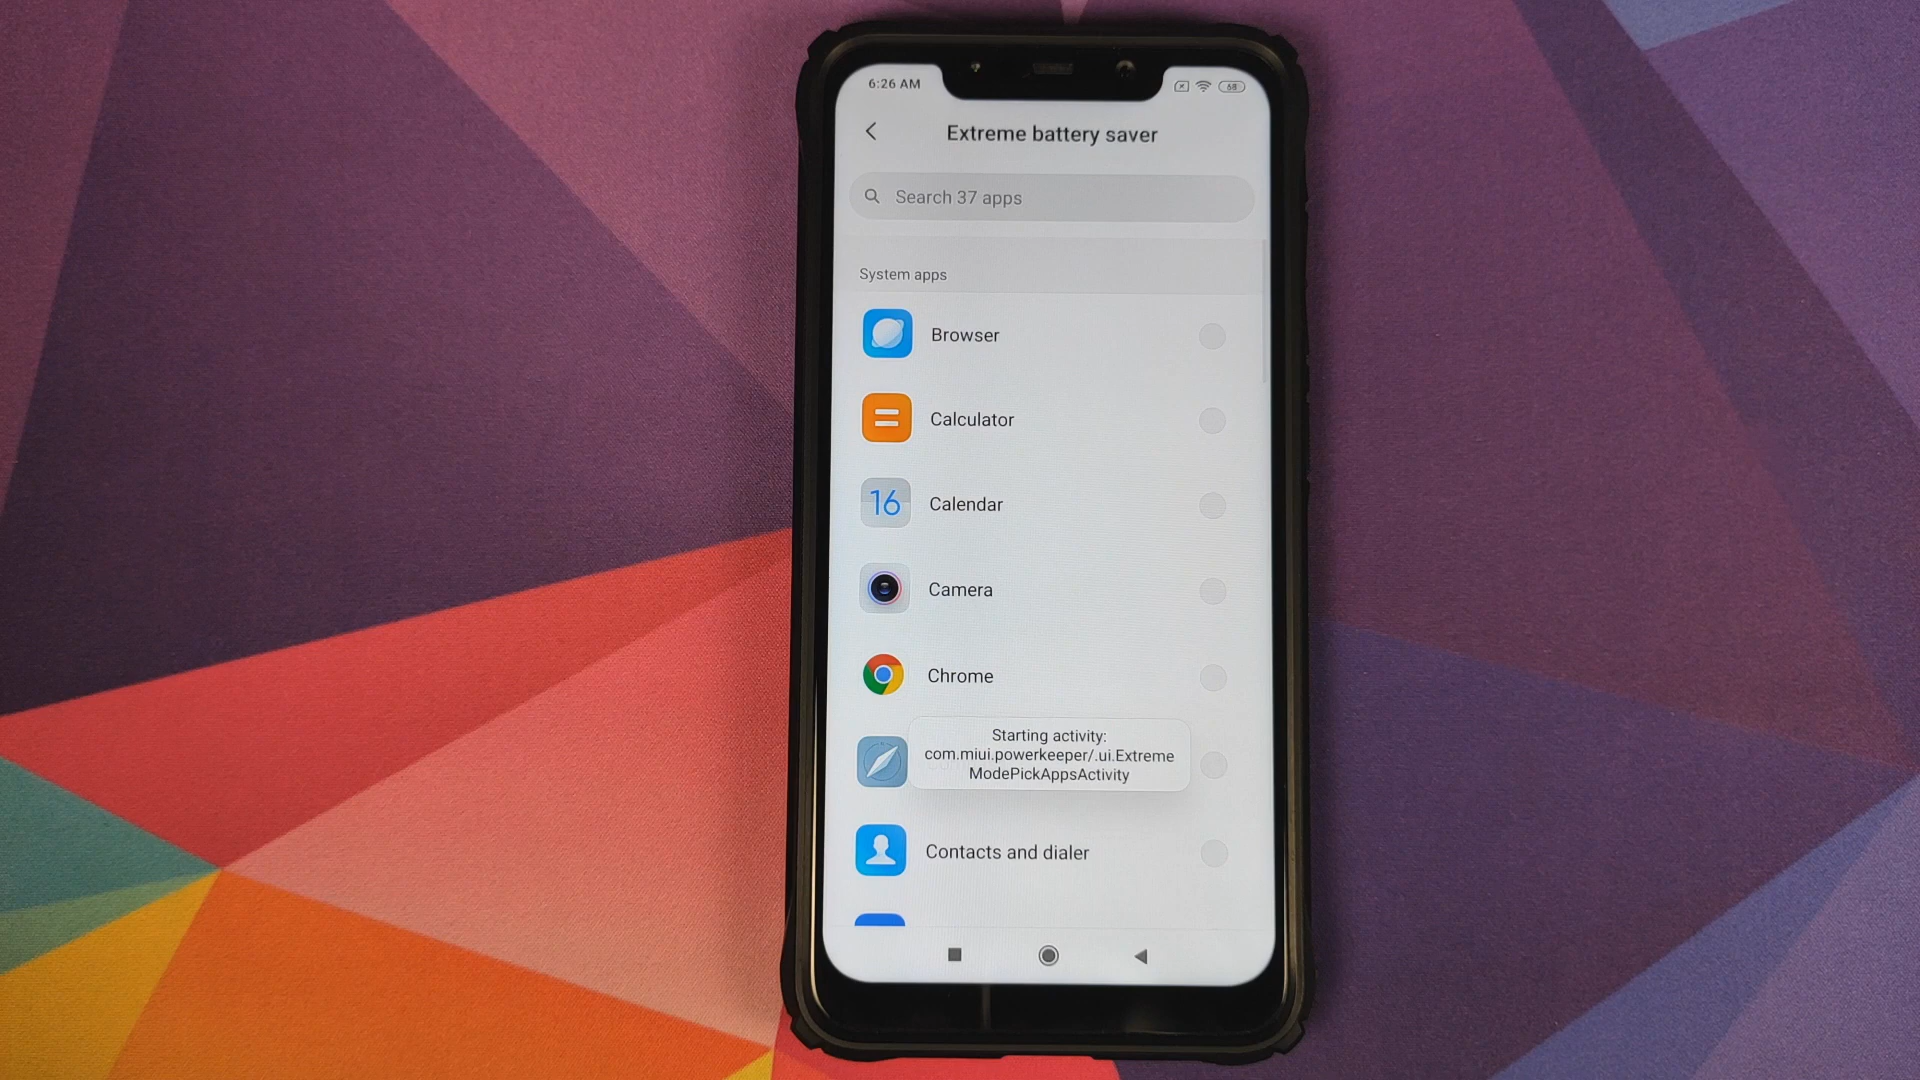 6:26 AM
68
Extreme battery saver
Search 37 apps
System apps
Browser
Calculator
16
Calendar
Camera
Chrome
Starting activity:
com.miui.powerkeeper/.ui.Extreme
ModePickAppsActivity
Contacts and dialer